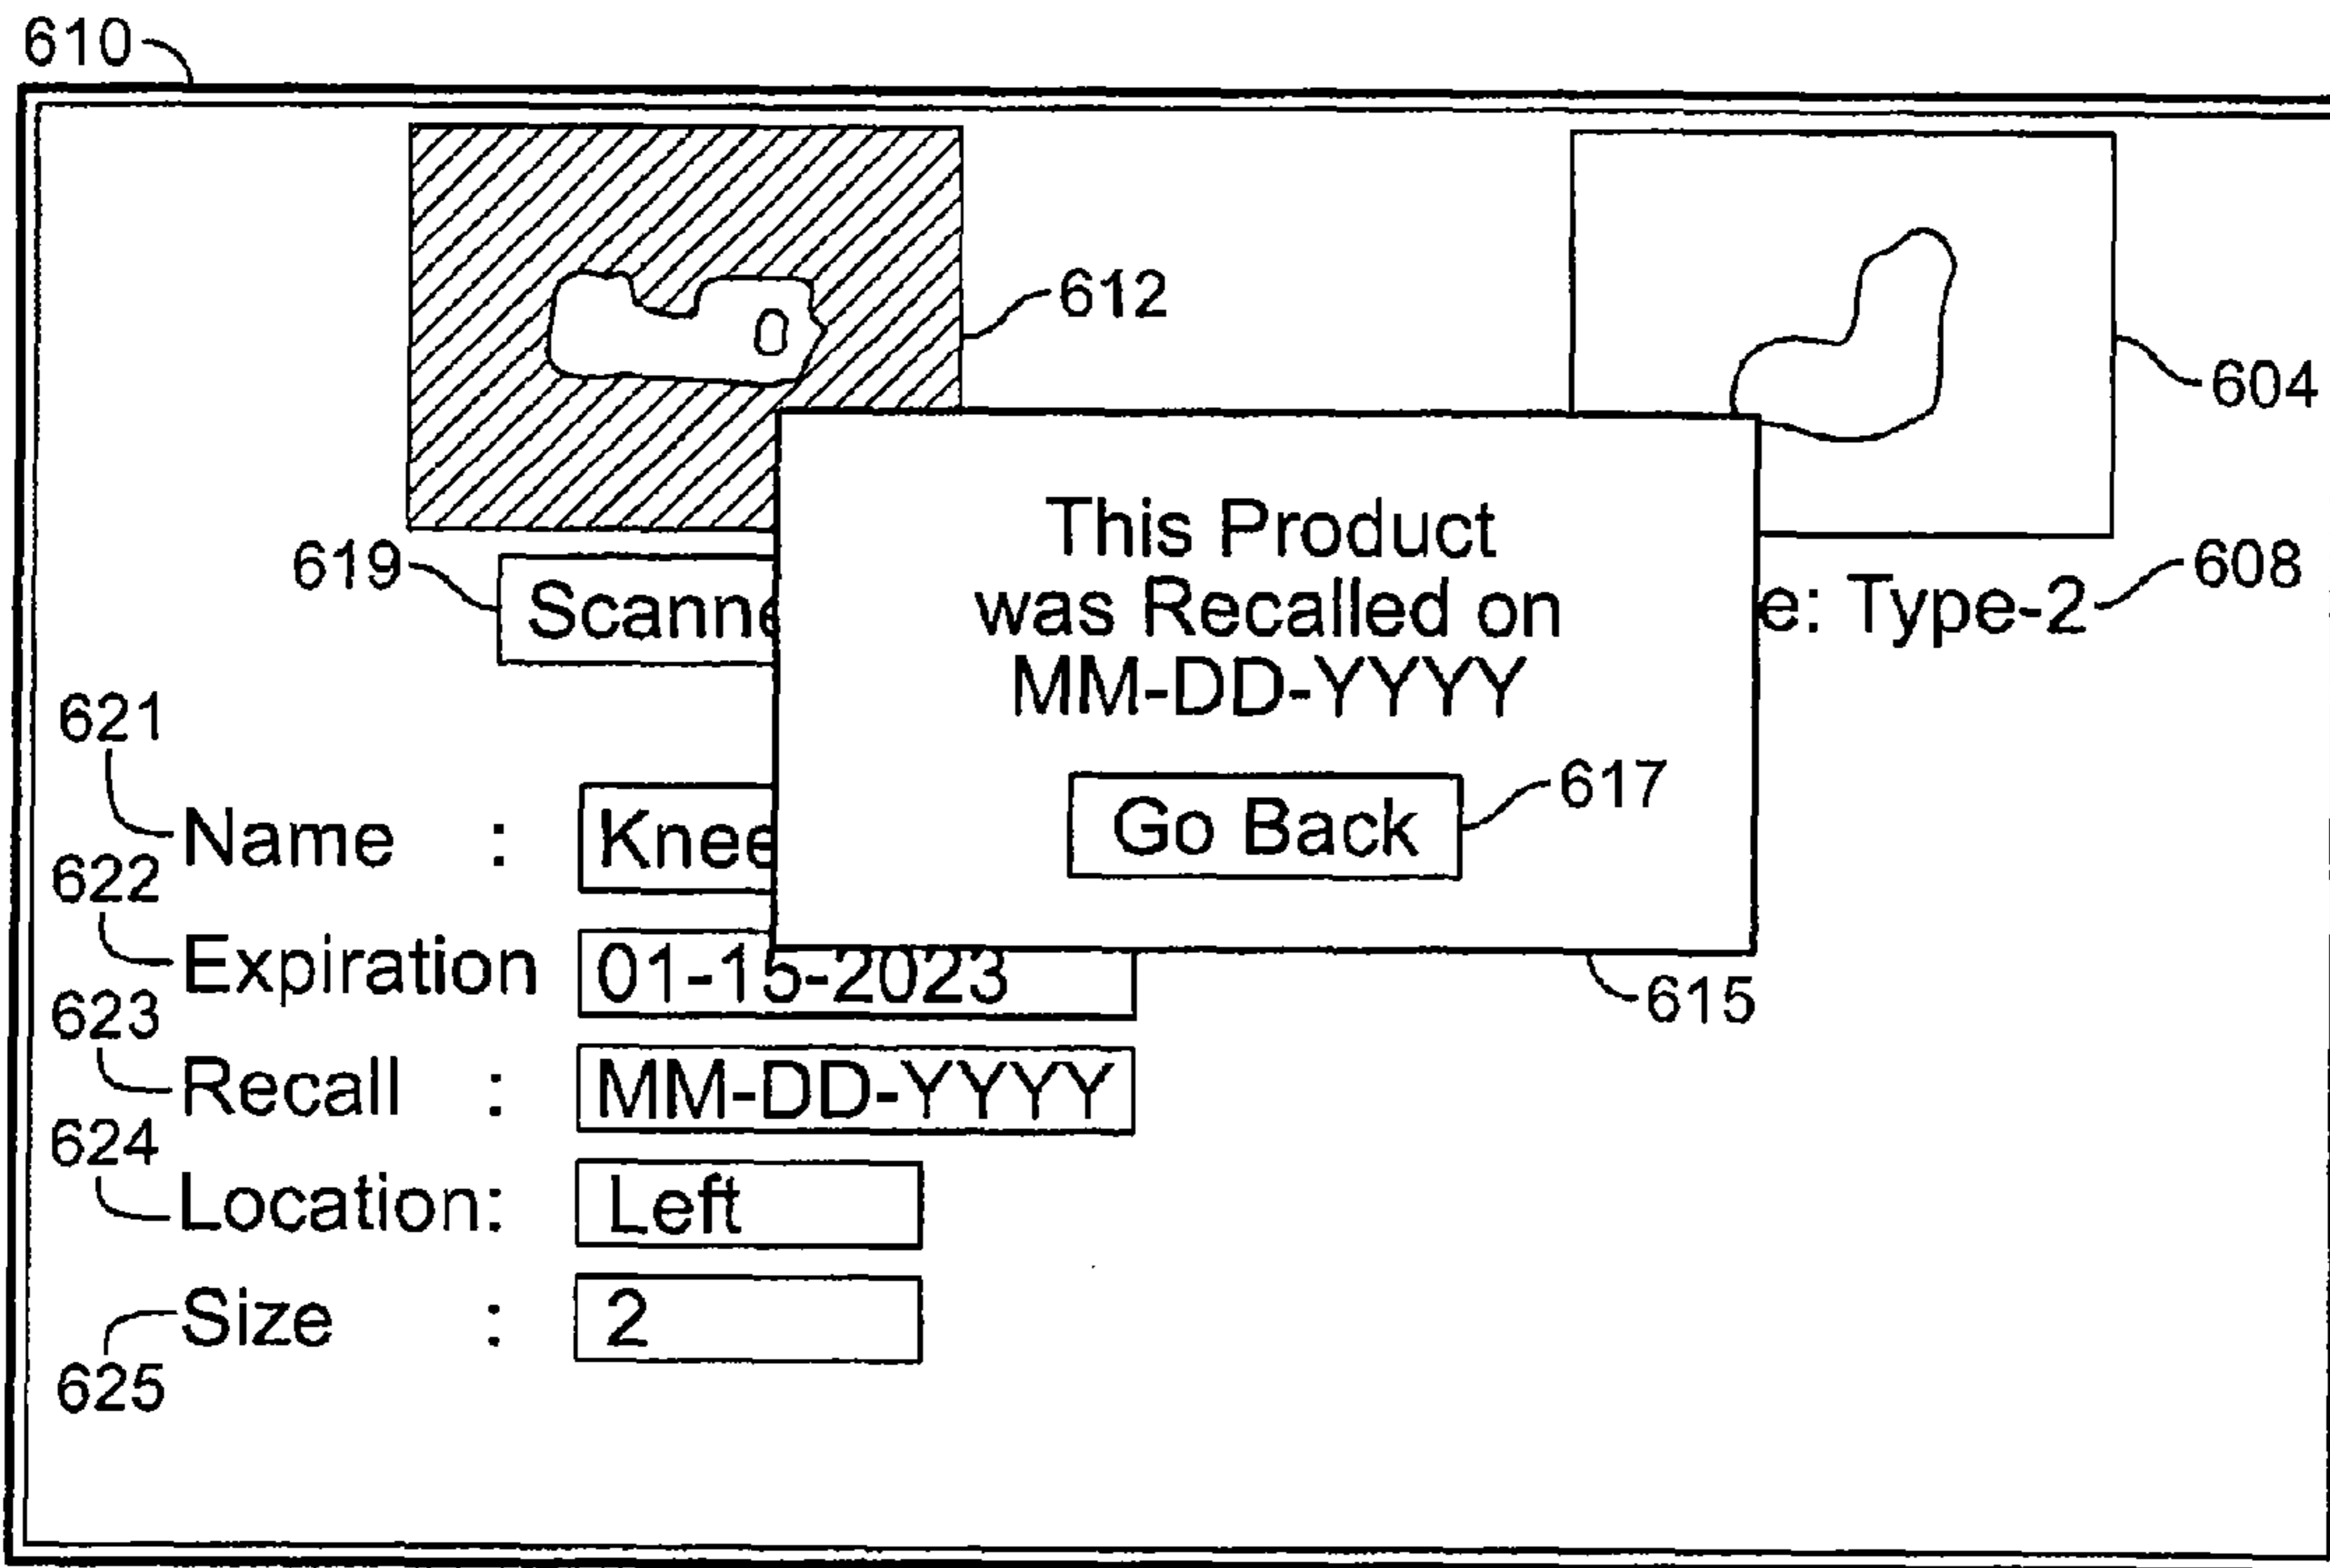 610
612
604
This Product
was Recalled on
MM-DD-YYYY
619
Scanne
e: Type-2
608
621
Name :
Knee
Go Back
617
622
Expiration
01-15-2023
615
623
Recall :
MM-DD-YYYY
624
Location:
Left
Size :
2
625